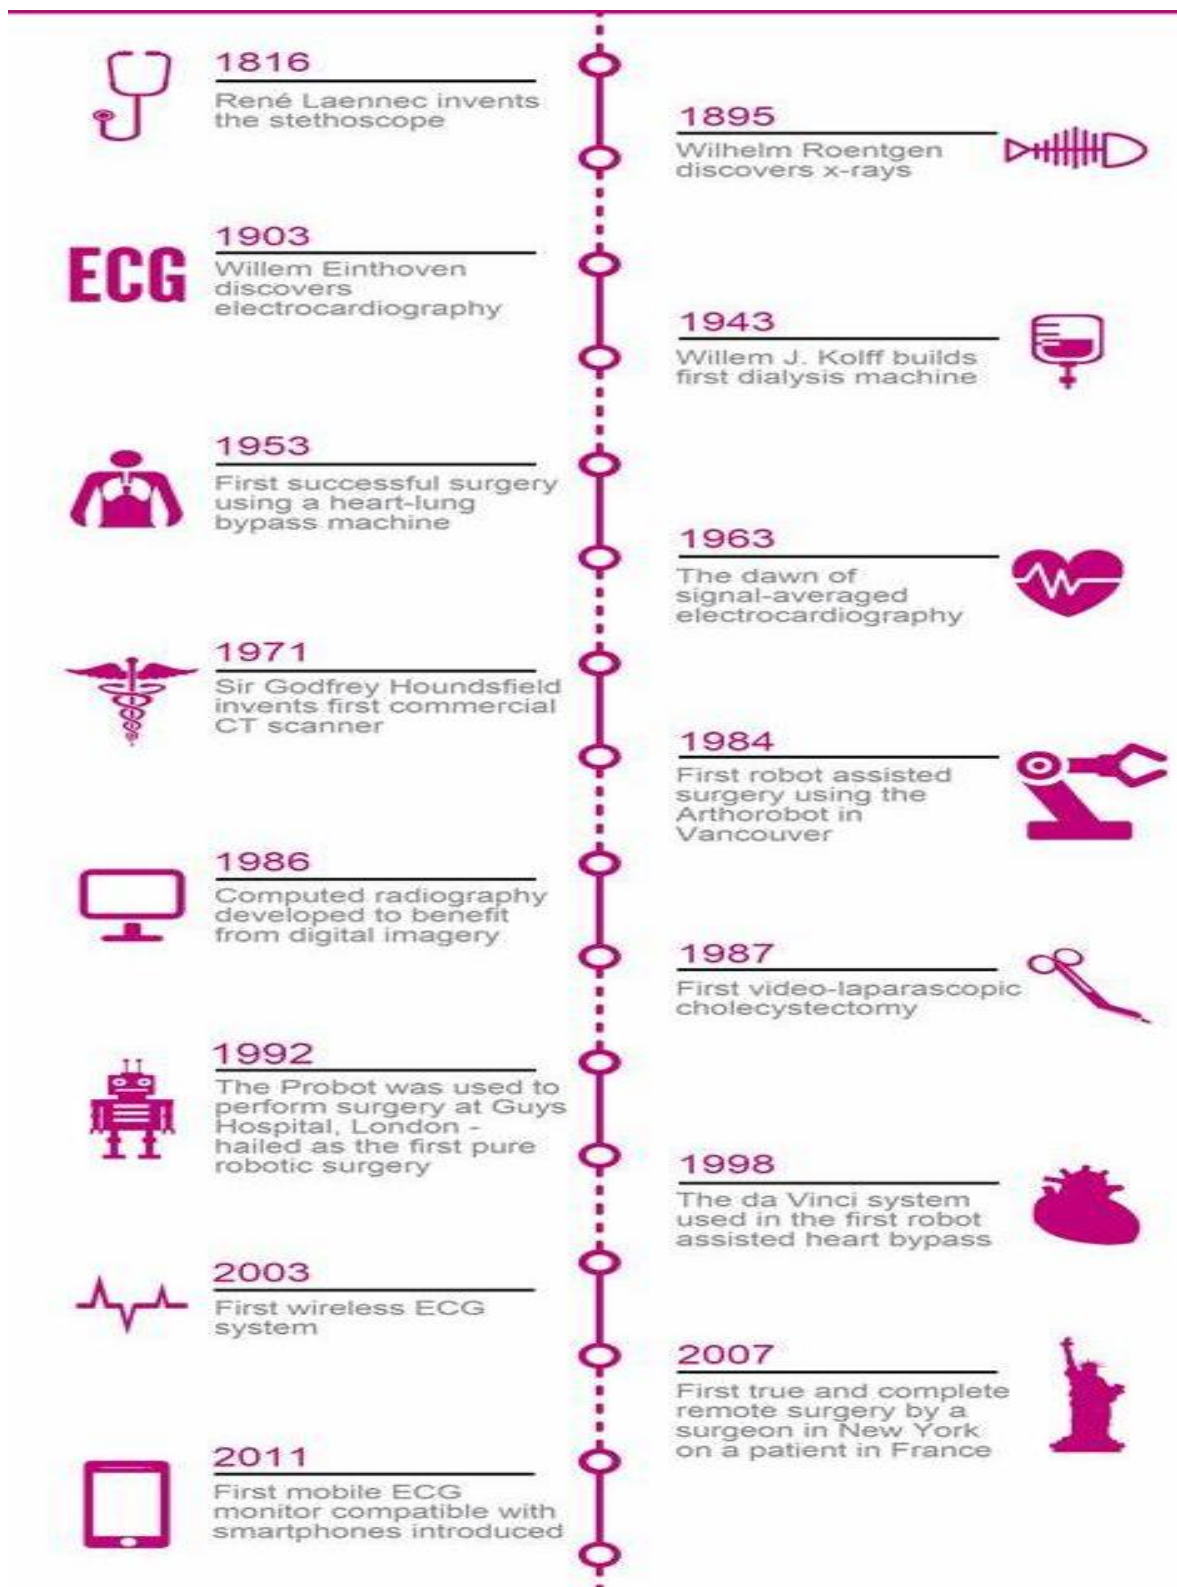 1816
René Laennec invents
the stethoscope
1895
Wilhelm Roentgen
discovers x-rays
1903
ECG
Willem Einthoven
discovers
electrocardiography
1943
Willem J. Kolff builds
first dialysis machine
1953
First successful surgery
using a heart-lung
bypass machine
1963
The dawn of
signal-averaged
electrocardiography
1971
Sir Godfrey Houndsfield
invents first commercial
CT scanner
1984
First robot assisted
surgery using the
Arthorobot in
Vancouver
1986
Computed radiography
developed to benefit
from digital imagery
1987
First video-laparascopic
cholecystectomy
1992
The Probot was used to
perform surgery at Guys
Hospital, London -
hailed as the first pure
robotic surgery
1998
The da Vinci system
used in the first robot
assisted heart bypass
2003
First wireless ECG
system
2007
First true and complete
remote surgery by a
surgeon in New York
on a patient in France
2011
First mobile ECG
monitor compatible with
smartphones introduced